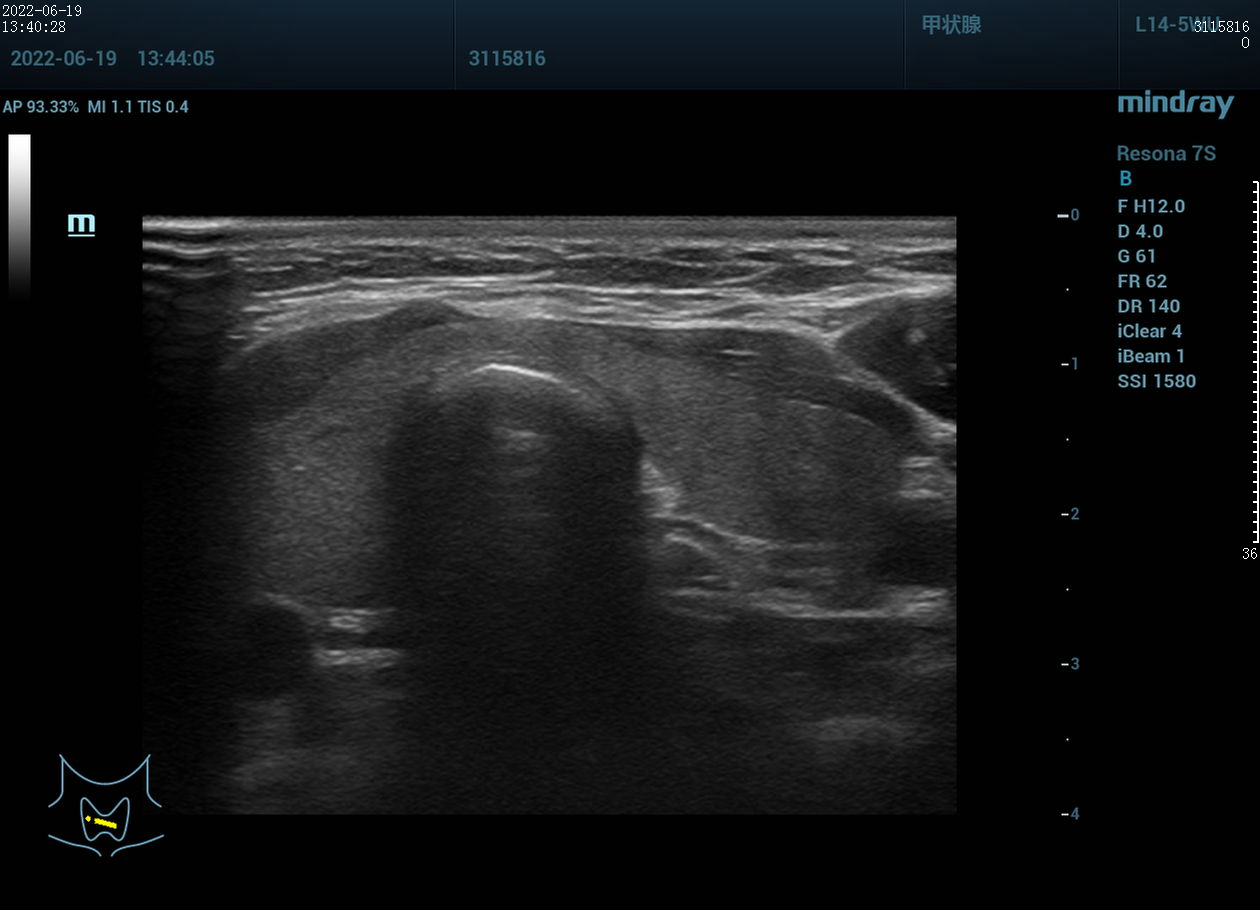 2022-06-19
13:40:28
甲状腺
3115816
0
2022-06-19 13:44:05
3115816
AP 93.33% MI 1.1 TIS 0.4
mindray
Resona 7S
B
F H12.0
D 4.0
G 61
FR 62
DR 140
iClear 4
iBeam 1
SSI 1580
m
0
1
2
3
4
36